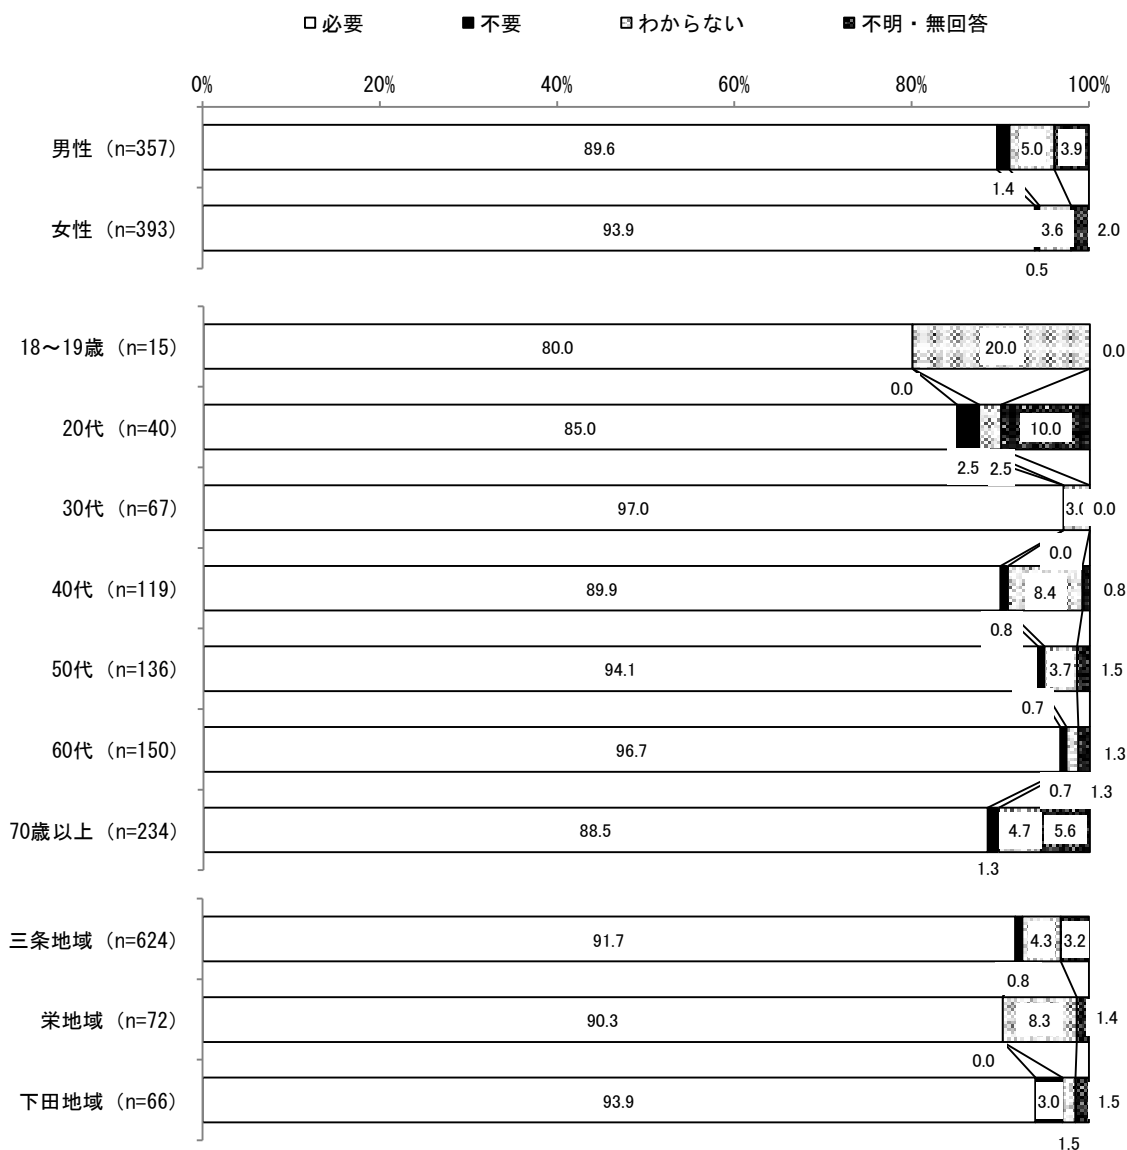 必要 不要 わからない 不明・無回答
0% 20% 40% 60% 80% 100%
男性 (n=357) 89.6 5.0 3.9
1.4
女性 (n=393) 93.9 3.6 2.0
0.5
18~19歳 (n=15) 80.0 20.0 0.0
0.0
20代 (n=40) 85.0 10.0
2.5 2.5
30代 (n=67) 97.0 3.0 0.0
0.0
40代 (n=119) 89.9 8.4 0.8
0.8
50代 (n=136) 94.1 3.7 1.5
0.7
60代 (n=150) 96.7 1.3
0.7 1.3
70歳以上 (n=234) 88.5 4.7 5.6
1.3
三条地域 (n=624) 91.7 4.3 3.2
0.8
栄地域 (n=72) 90.3 8.3 1.4
0.0
下田地域 (n=66) 93.9 3.0 1.5
1.5